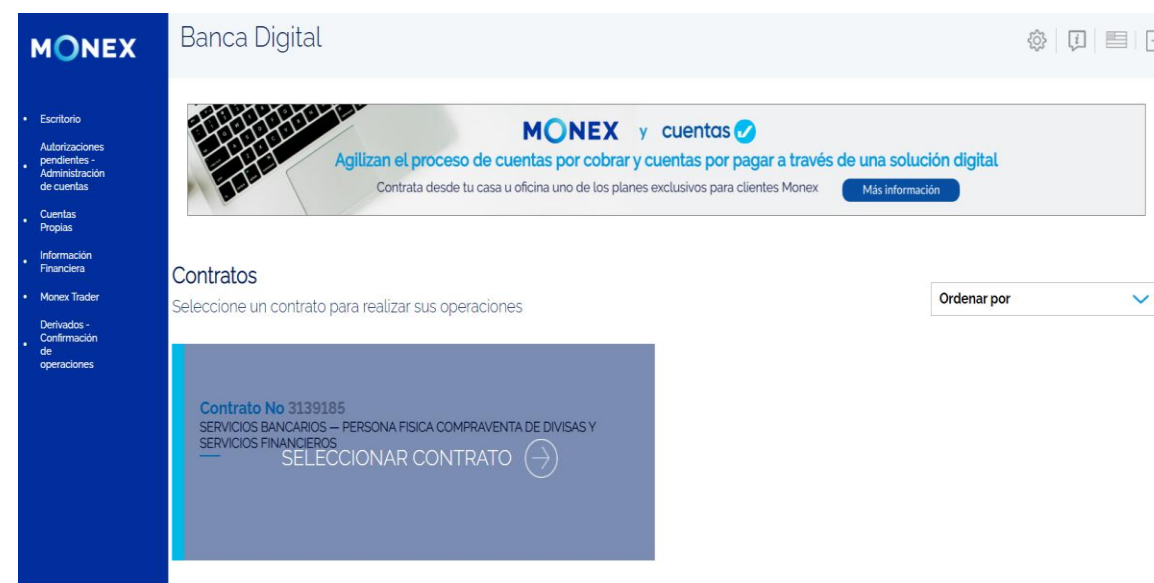 MONEX
Banca Digital
Escritorio
Autorizaciones
pendientes -
Administración
de cuentas
Cuentas
Propias
Información
Financiera
Monex Trader
Derivados -
Confirmación
de
operaciones
MONEX y cuentas
Agilizan el proceso de cuentas por cobrar y cuentas por pagar a través de una solución digital
Contrata desde tu casa u oficina uno de los planes exclusivos para clientes Monex Más información
Contratos
Seleccione un contrato para realizar sus operaciones
Ordenar por
Contrato No 3139185
SERVICIOS BANCARIOS — PERSONA FISICA COMPRAVENTA DE DIVISAS Y
SERVICIOS FINANCIEROS
SELECCIONAR CONTRATO